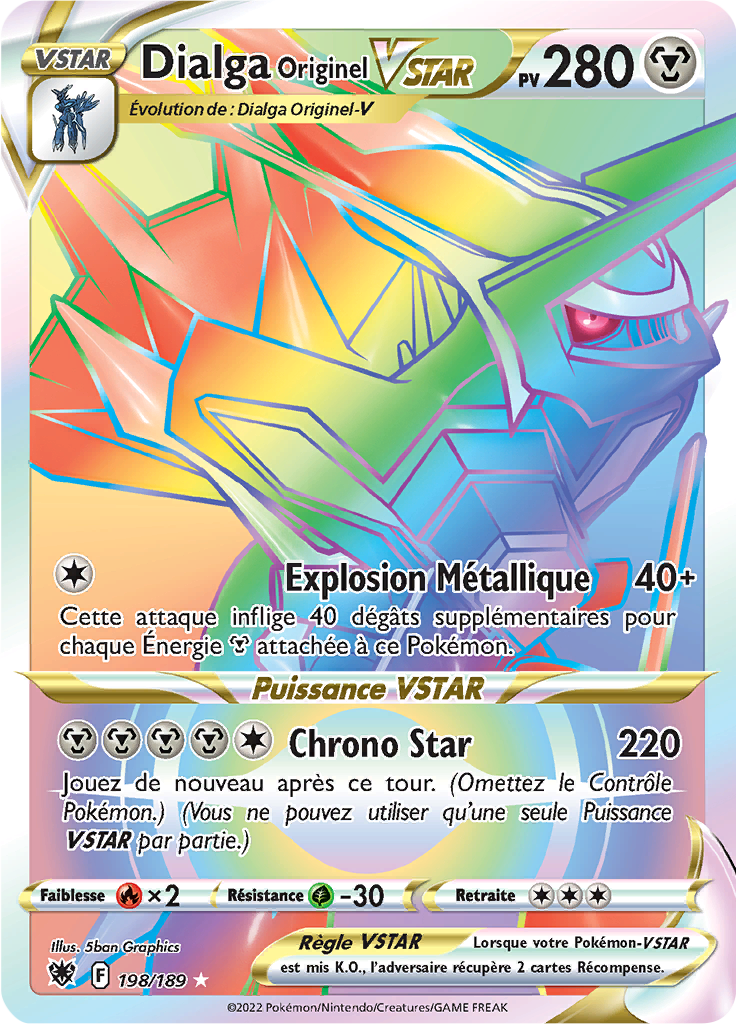 VSTAR
Dialga Originel VSTAR PV 280
Évolution de : Dialga Originel-V
Explosion Métallique 40+
Cette attaque inflige 40 dégâts supplémentaires pour
chaque Énergie attachée à ce Pokémon.
Puissance VSTAR
Chrono Star 220
Jouez de nouveau après ce tour. (Omettez le Contrôle
Pokémon.) (Vous ne pouvez utiliser qu'une seule Puissance
VSTAR par partie.)
Faiblesse ×2 Résistance -30 Retraite
Illus. 5ban Graphics
Règle VSTAR Lorsque votre Pokémon-VSTAR
est mis K.O., l'adversaire récupère 2 cartes Récompense.
F 198/189
©2022 Pokémon/Nintendo/Creatures/GAME FREAK